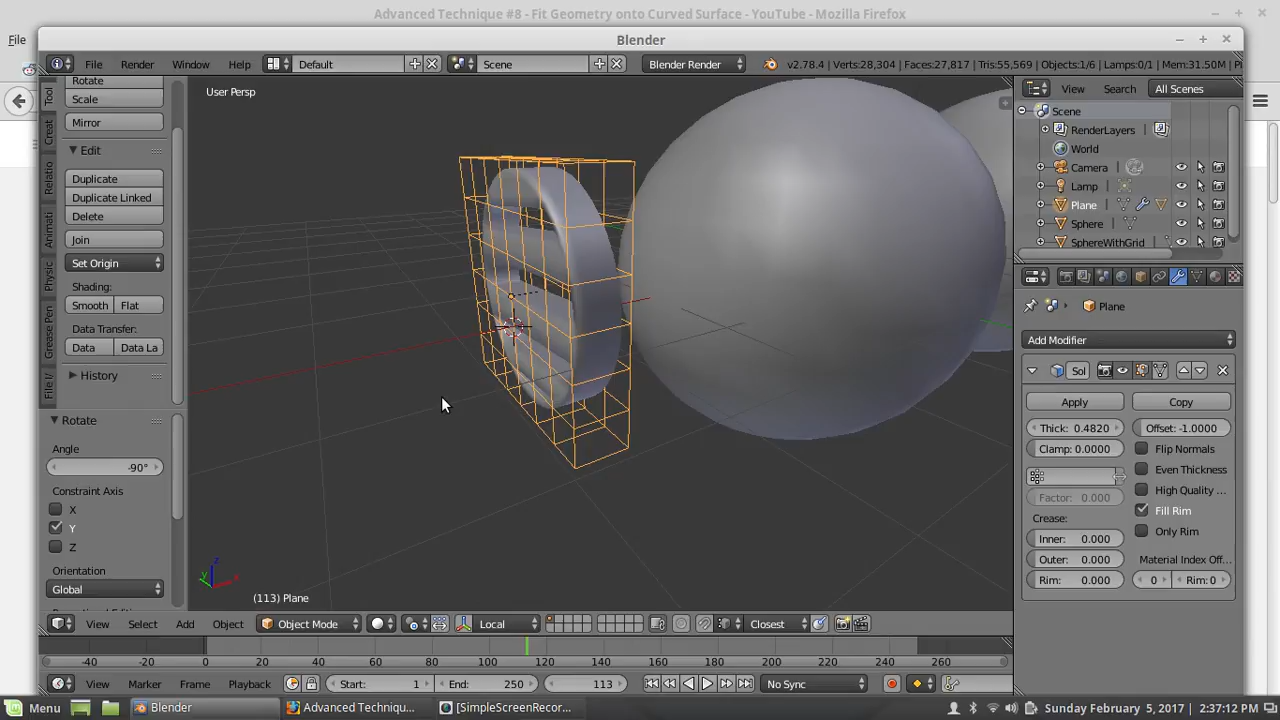 Advanced Technique #8 - Fit Geometry onto Curved Surface - YouTube - Mozilla Firefox
File
Blender
File Render Window Help Default Scene Blender Render v2.78.4 | Verts:28,304 | Faces:27,817 | Tris:55,569 | Objects:1/6 | Lamps:0/1 | Mem:31.50M | Pl
Rotate
Scale
Mirror
Edit
Duplicate
Duplicate Linked
Delete
Join
Set Origin
Shading:
Smooth Flat
Data Transfer:
Data Data La
History
Tool
Creat
Relatio
Animati
Physic
Grease Pen
Rotate
Angle
-90°
Constraint Axis
X
Y
Z
Orientation
Global
User Persp
(113) Plane
View Search All Scenes
Scene
RenderLayers
World
Camera
Lamp
Plane
Sphere
SphereWithGrid
Plane
Add Modifier
Sol
Apply Copy
Thick: 0.4820 Offset: -1.0000
Clamp: 0.0000 Flip Normals
Even Thickness
High Quality ...
Factor: 0.000 Fill Rim
Crease: Only Rim
Inner: 0.000
Outer: 0.000 Material Index Off...
Rim: 0.000 0 Rim: 0
View Select Add Object Object Mode Local Closest
-40 -20 0 20 40 60 80 100 120 140 160 180 200 220 240 260
View Marker Frame Playback Start: 1 End: 250 113 No Sync
Menu Blender Advanced Techniqu... [SimpleScreenRecor... Sunday February 5, 2017 2:37:12 PM